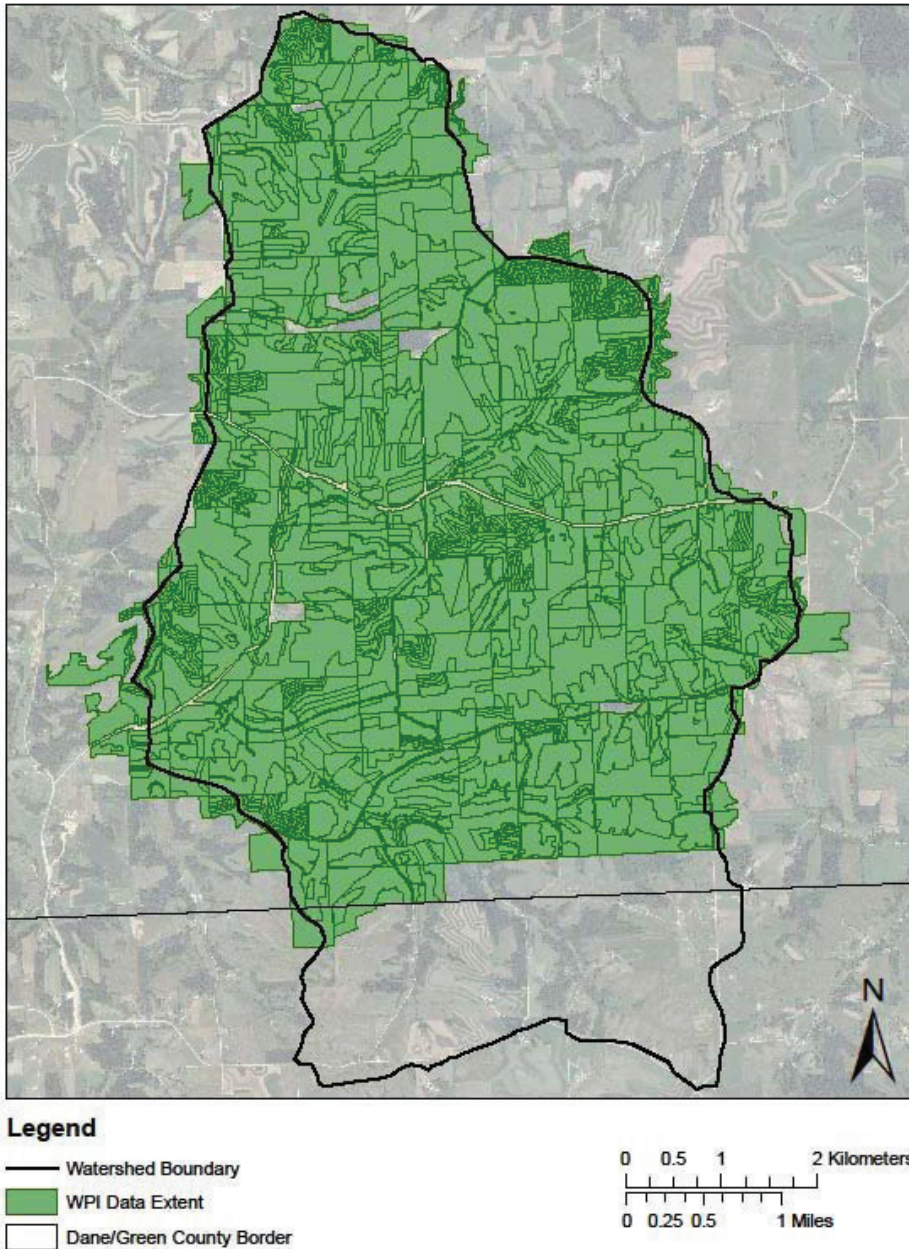 N
Legend
Watershed Boundary
WPI Data Extent
Dane/Green County Border
0 0.5 1 2 Kilometers
0 0.25 0.5 1 Miles